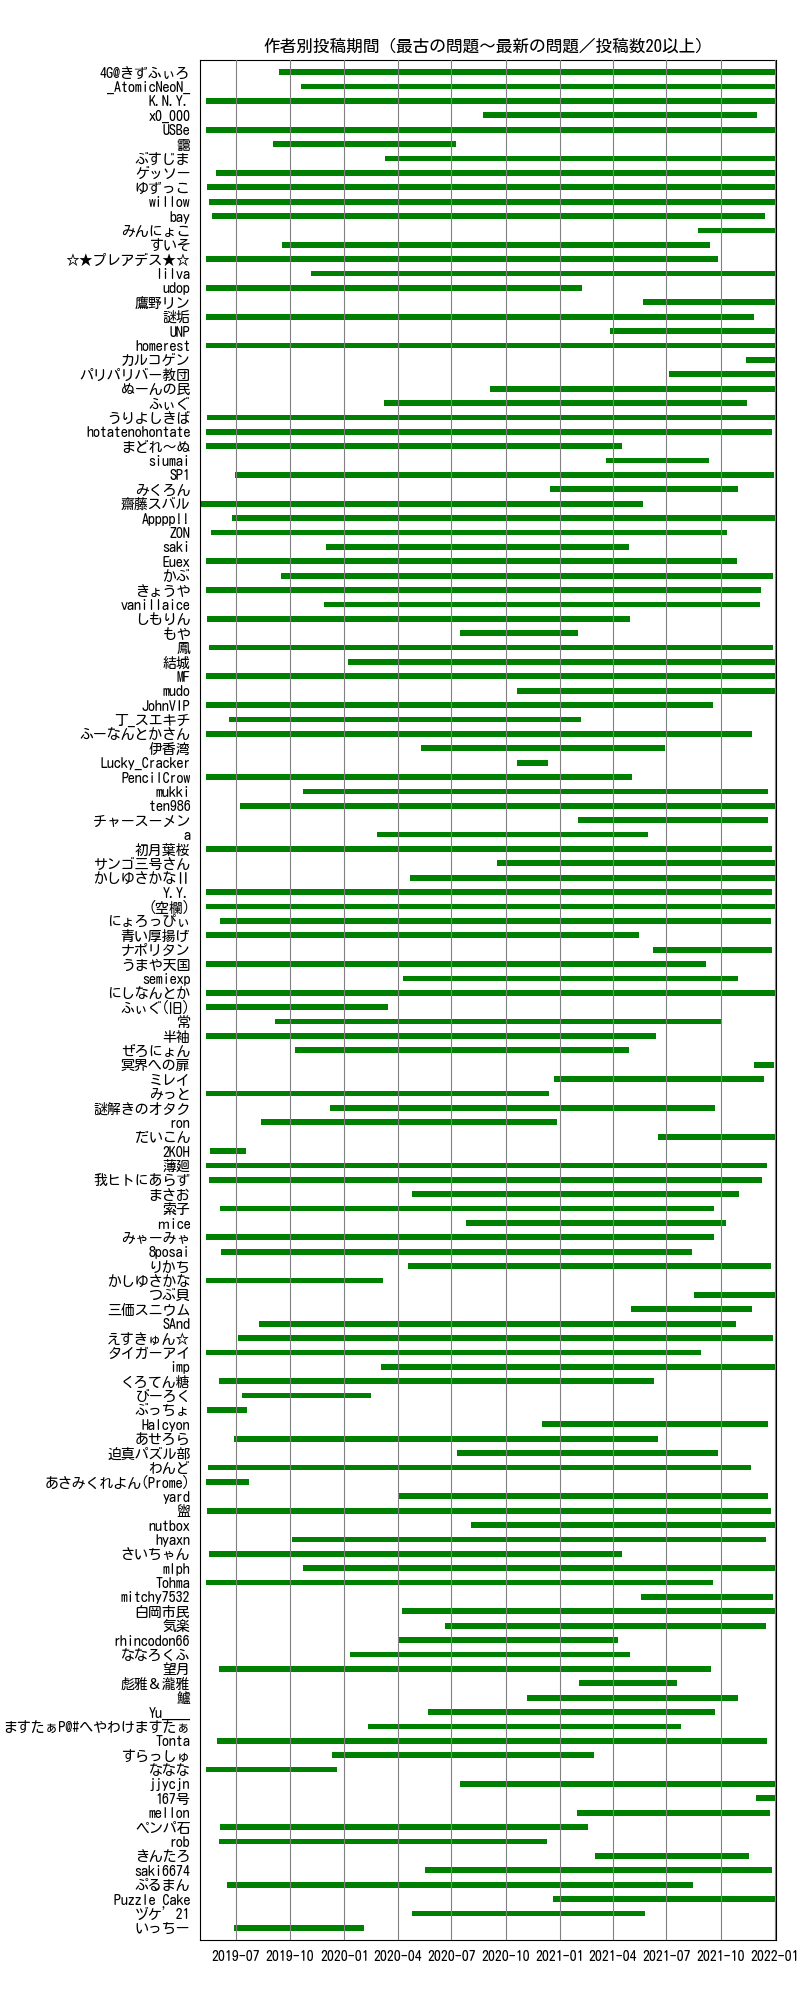 作者別投稿期間（最古の問題～最新の問題／投稿数20以上）
4G@きずふぃろ
_AtomicNeoN_
K.N.Y.
x0_000
USBe
靐
ぶすじま
ゲッソー
ゆずっこ
willow
bay
みんにょこ
すいそ
☆★プレアデス★☆
lilva
udop
鷹野リン
謎垢
UNP
homerest
カルコゲン
パリパリバー教団
ぬーんの民
ふぃぐ
うりよしきば
hotatenohontate
まどれ～ぬ
siumai
SP1
みくろん
齋藤スバル
Appppll
ZON
saki
Euex
かぶ
きょうや
vanillaice
しもりん
もや
鳳
結城
MF
mudo
JohnVIP
丁_スエキチ
ふーなんとかさん
伊香湾
Lucky_Cracker
PencilCrow
mukki
ten986
チャースーメン
a
初月葉桜
サンゴ三号さん
かしゆさかなII
Y.Y.
(空欄)
にょろっぴぃ
青い厚揚げ
ナポリタン
うまや天国
semiexp
にしなんとか
ふぃぐ(旧)
常
半袖
ぜろにょん
冥界への扉
ミレイ
みっと
謎解きのオタク
ron
だいこん
2KOH
薄廻
我ヒトにあらず
まさお
索子
mice
みゃーみゃ
8posai
りかち
かしゆさかな
つぶ貝
三価スニウム
SAnd
えすきゅん☆
タイガーアイ
imp
くろてん糖
びーろく
ぶっちょ
Halcyon
あせろら
迫真パズル部
わんど
あさみくれよん(Prome)
yard
盥
nutbox
hyaxn
さいちゃん
mlph
Tohma
mitchy7532
白岡市民
気楽
rhincodon66
ななろくふ
望月
彪雅＆瀧雅
鱸
Yu____
ますたぁP@#へやわけますたぁ
Tonta
すらっしゅ
ななな
jjycjn
167号
mellon
ペンパ石
rob
きんたろ
saki6674
ぷるまん
Puzzle Cake
ヅケ’21
いっちー
2019-07 2019-10 2020-01 2020-04 2020-07 2020-10 2021-01 2021-04 2021-07 2021-10 2022-01